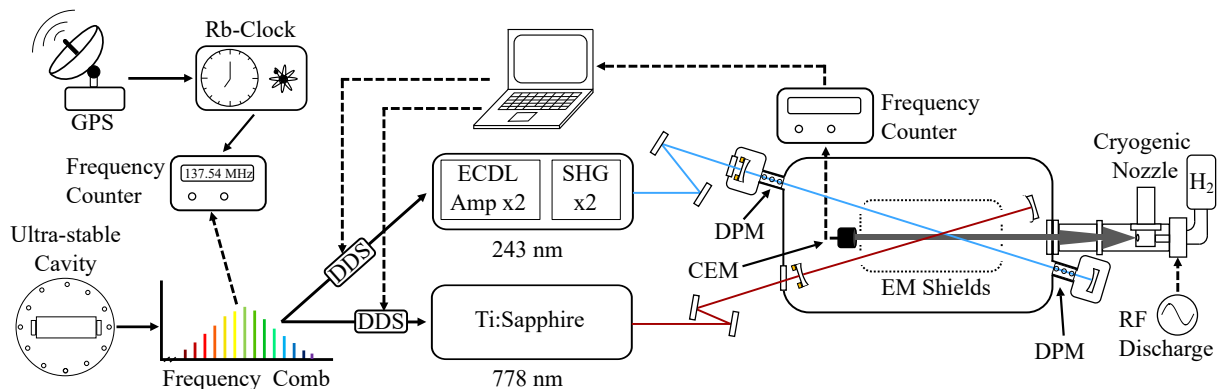 Rb-Clock
GPS
Frequency
Counter
137.54 MHz
Ultra-stable
Cavity
Frequency Comb
DDS
DDS
ECDL
Amp x2
SHG
x2
243 nm
Ti:Sapphire
778 nm
Frequency
Counter
DPM
CEM
EM Shields
Cryogenic
Nozzle
H2
DPM
RF
Discharge